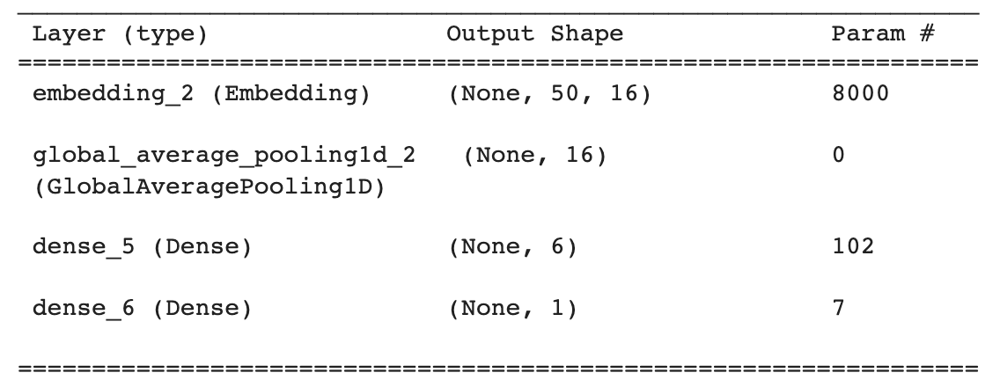 Layer (type) Output Shape Param #
embedding_2 (Embedding) (None, 50, 16) 8000
global_average_pooling1d_2 (None, 16) 0
(GlobalAveragePooling1D)
dense_5 (Dense) (None, 6) 102
dense_6 (Dense) (None, 1) 7